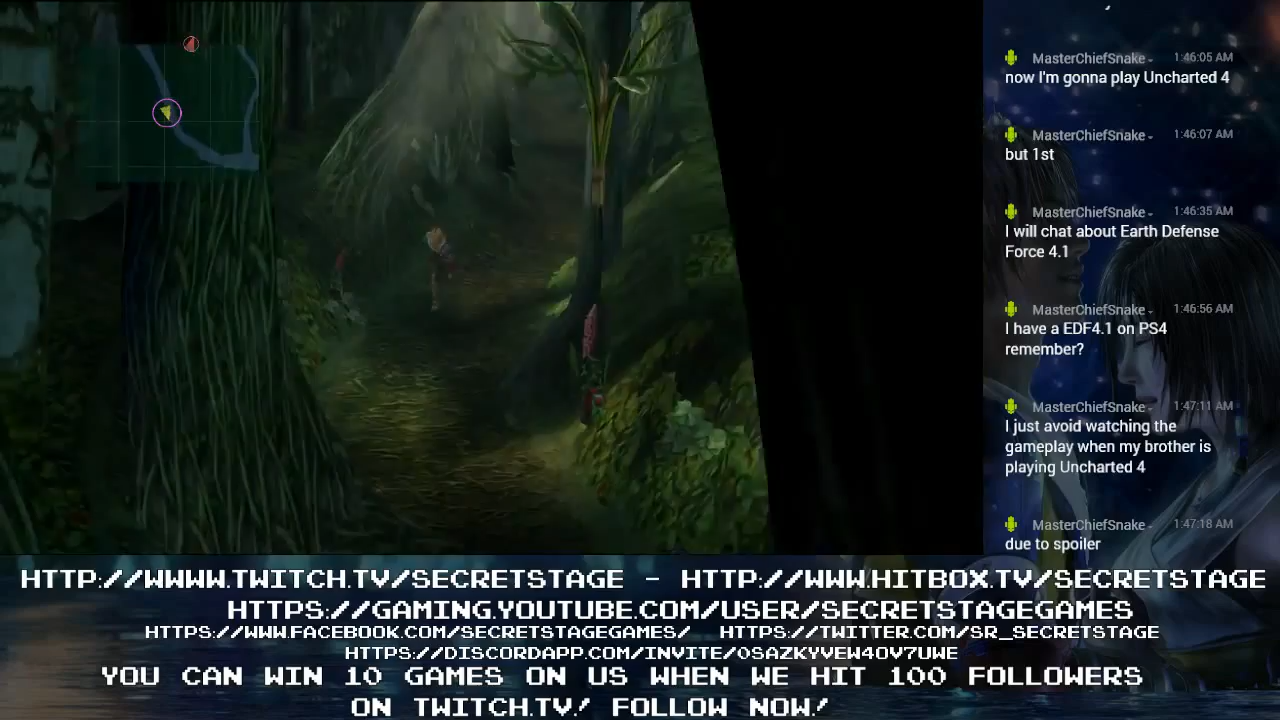 MasterChiefSnake 1:46:05 AM
now I'm gonna play Uncharted 4
MasterChiefSnake 1:46:07 AM
but 1st
MasterChiefSnake 1:46:35 AM
I will chat about Earth Defense
Force 4.1
MasterChiefSnake 1:46:56 AM
I have a EDF4.1 on PS4
remember?
MasterChiefSnake 1:47:11 AM
I just avoid watching the
gameplay when my brother is
playing Uncharted 4
MasterChiefSnake 1:47:18 AM
due to spoiler
HTTP://WWWW.TWITCH.TV/SECRETSTAGE - HTTP://WWW.HITBOX.TV/SECRETSTAGE
HTTPS://GAMING.YOUTUBE.COM/USER/SECRETSTAGEGAMES
HTTPS://WWW.FACEBOOK.COM/SECRETSTAGEGAMES/ HTTPS://TWITTER.COM/SR_SECRETSTAGE
HTTPS://DISCORDAPP.COM/INVITE/0SAZKYVEW4OV7UWE
YOU CAN WIN 10 GAMES ON US WHEN WE HIT 100 FOLLOWERS
ON TWITCH.TV! FOLLOW NOW!